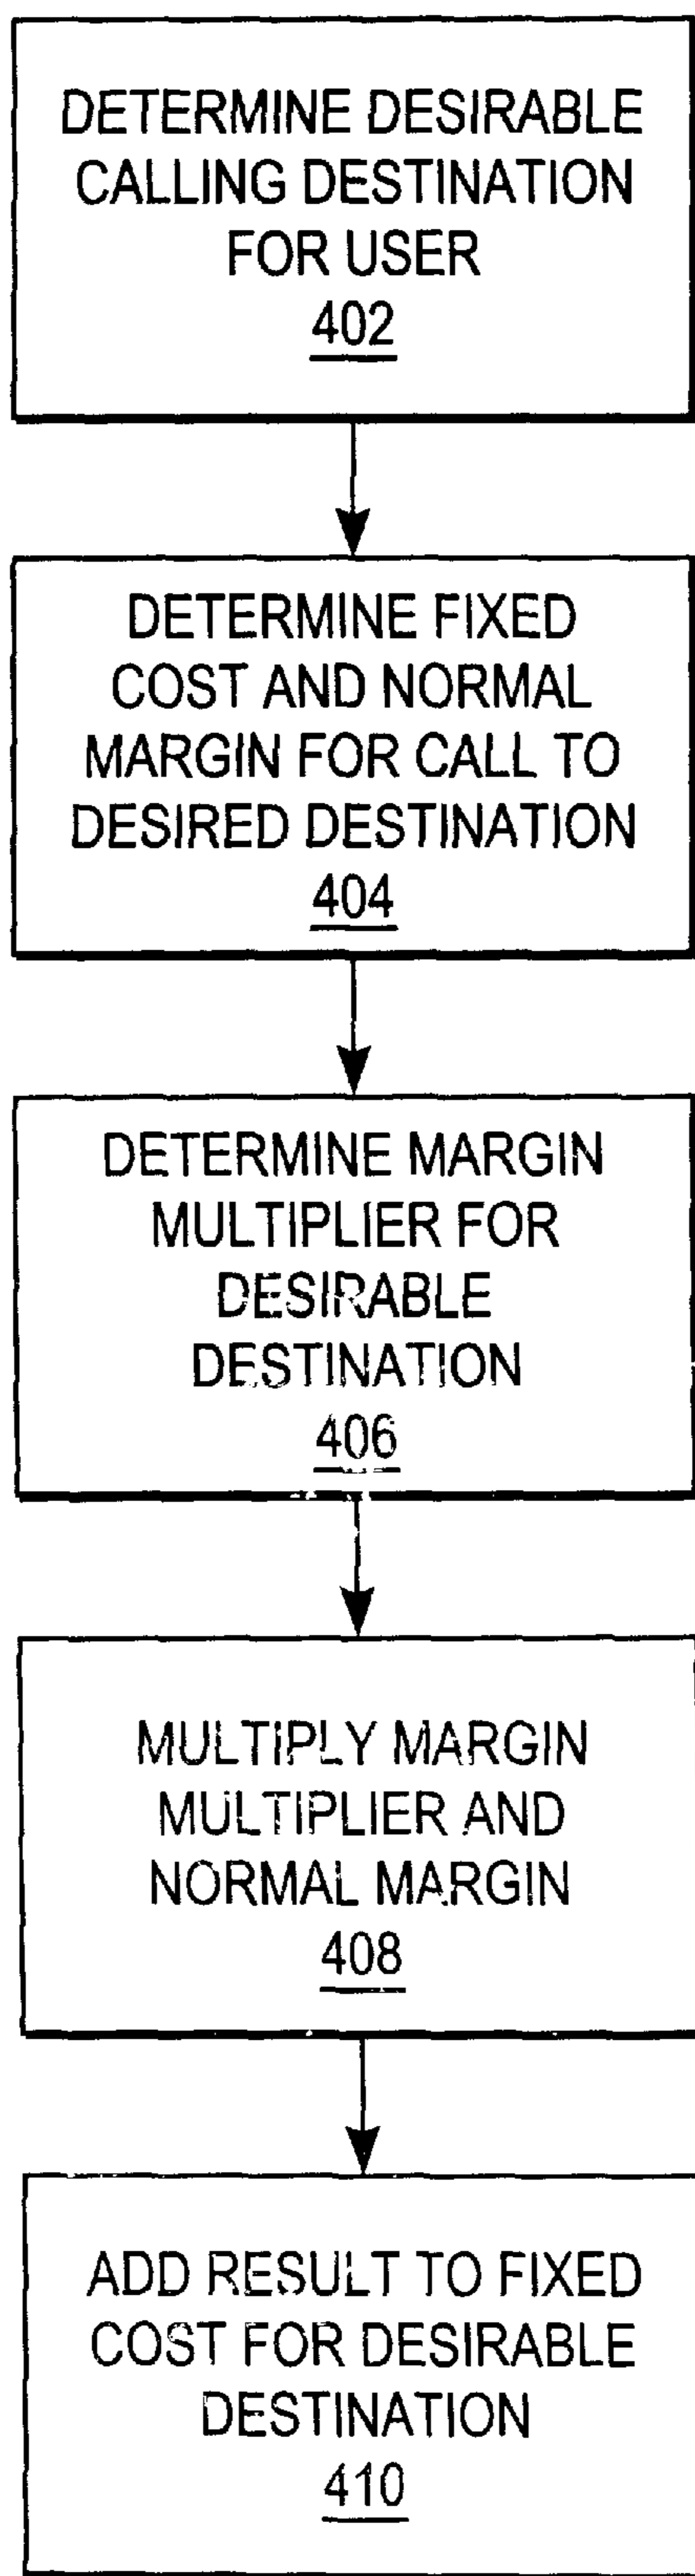 DETERMINE DESIRABLE
CALLING DESTINATION
FOR USER
402
DETERMINE FIXED
COST AND NORMAL
MARGIN FOR CALL TO
DESIRED DESTINATION
404
DETERMINE MARGIN
MULTIPLIER FOR
DESIRABLE
DESTINATION
406
MULTIPLY MARGIN
MULTIPLIER AND
NORMAL MARGIN
408
ADD RESULT TO FIXED
COST FOR DESIRABLE
DESTINATION
410